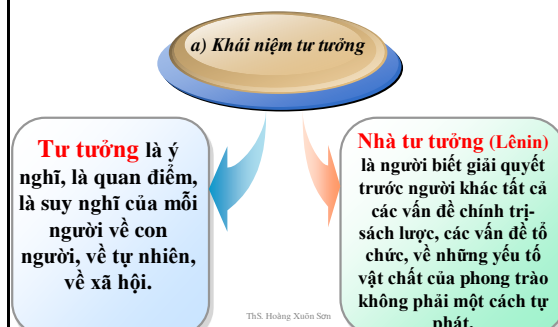 a) Khái niệm tư tưởng
Tư tưởng là ý
nghĩ, là quan điểm,
là suy nghĩ của mỗi
người về con
người, về tự nhiên,
về xã hội.
Nhà tư tưởng (Lênin)
là người biết giải quyết
trước người khác tất cả
các vấn đề chính trị-
sách lược, các vấn đề tổ
chức, về những yếu tố
vật chất của phong trào
không phải một cách tự
phát.
ThS. Hoàng Xuõn Sơn